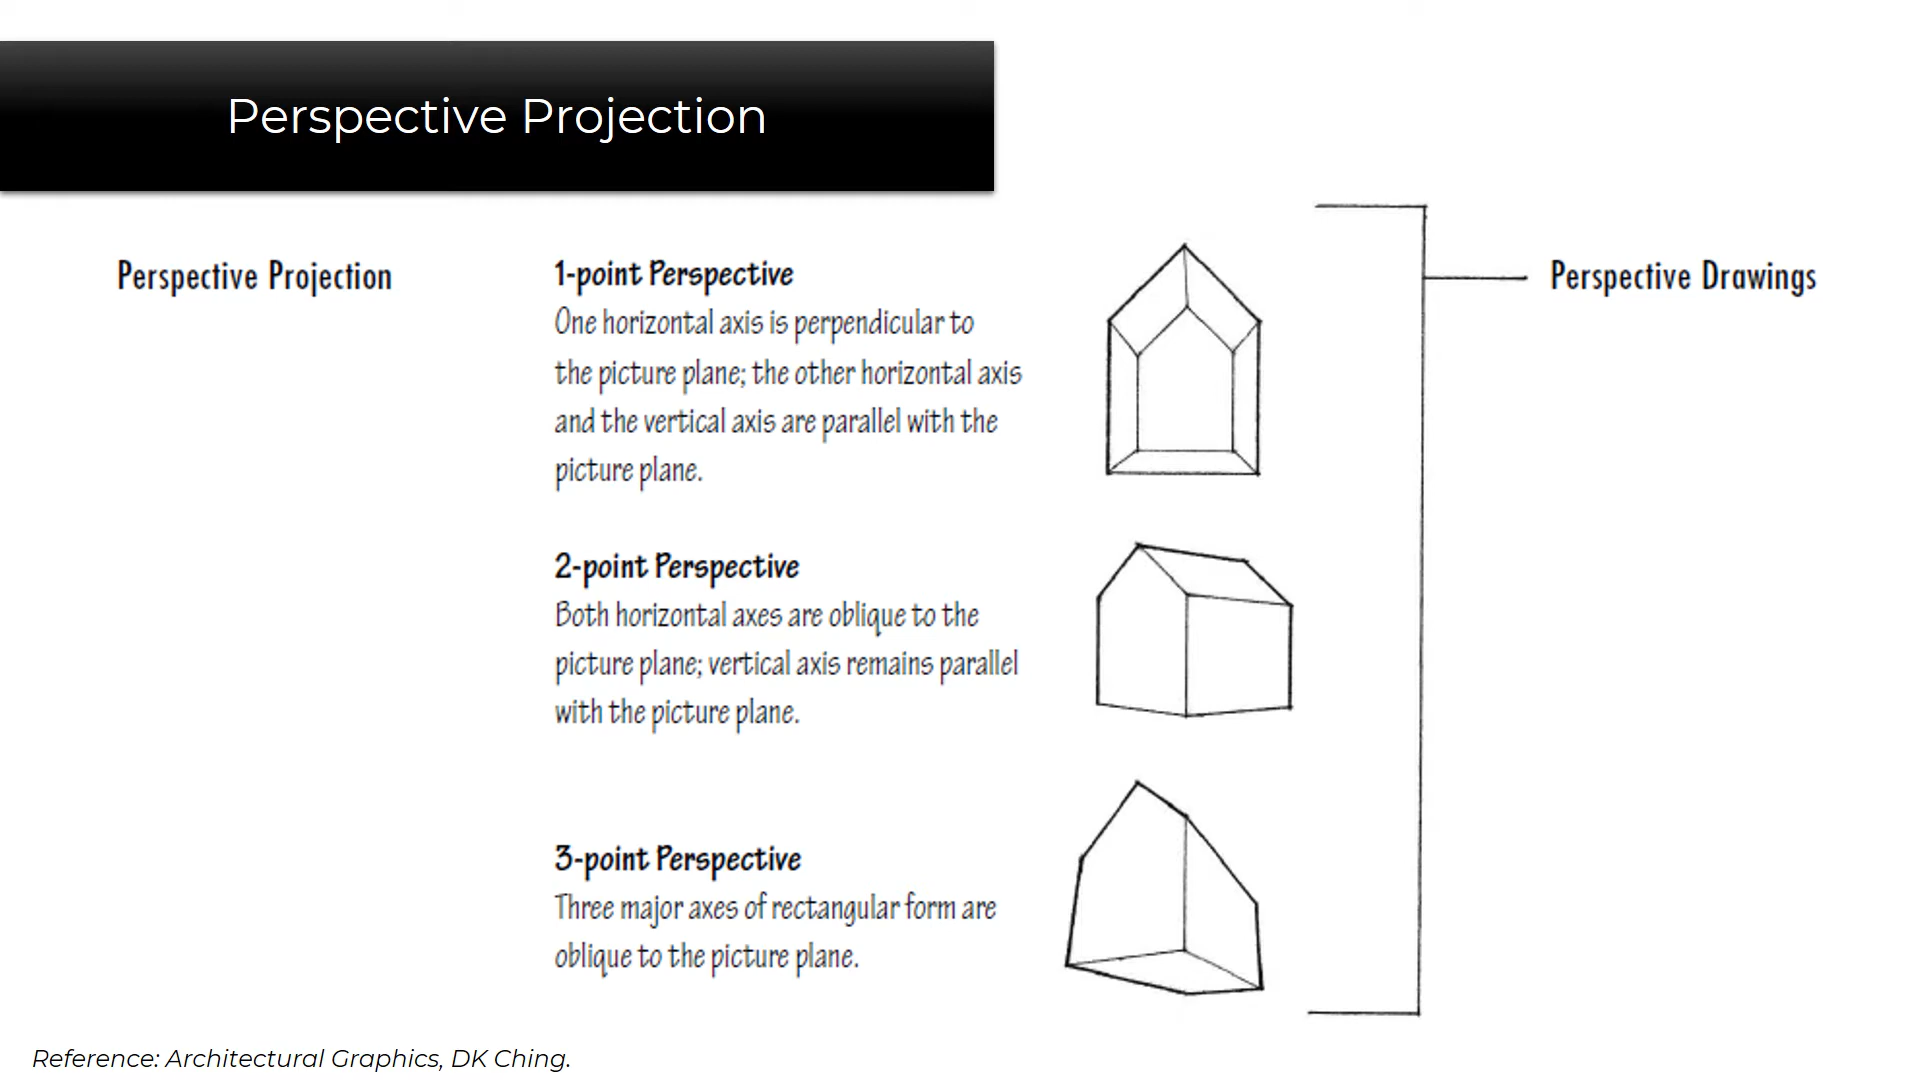 Perspective Projection
Perspective Projection
1-point Perspective
One horizontal axis is perpendicular to
the picture plane; the other horizontal axis
and the vertical axis are parallel with the
picture plane.
Perspective Drawings
2-point Perspective
Both horizontal axes are oblique to the
picture plane; vertical axis remains parallel
with the picture plane.
3-point Perspective
Three major axes of rectangular form are
oblique to the picture plane.
Reference: Architectural Graphics, DK Ching.